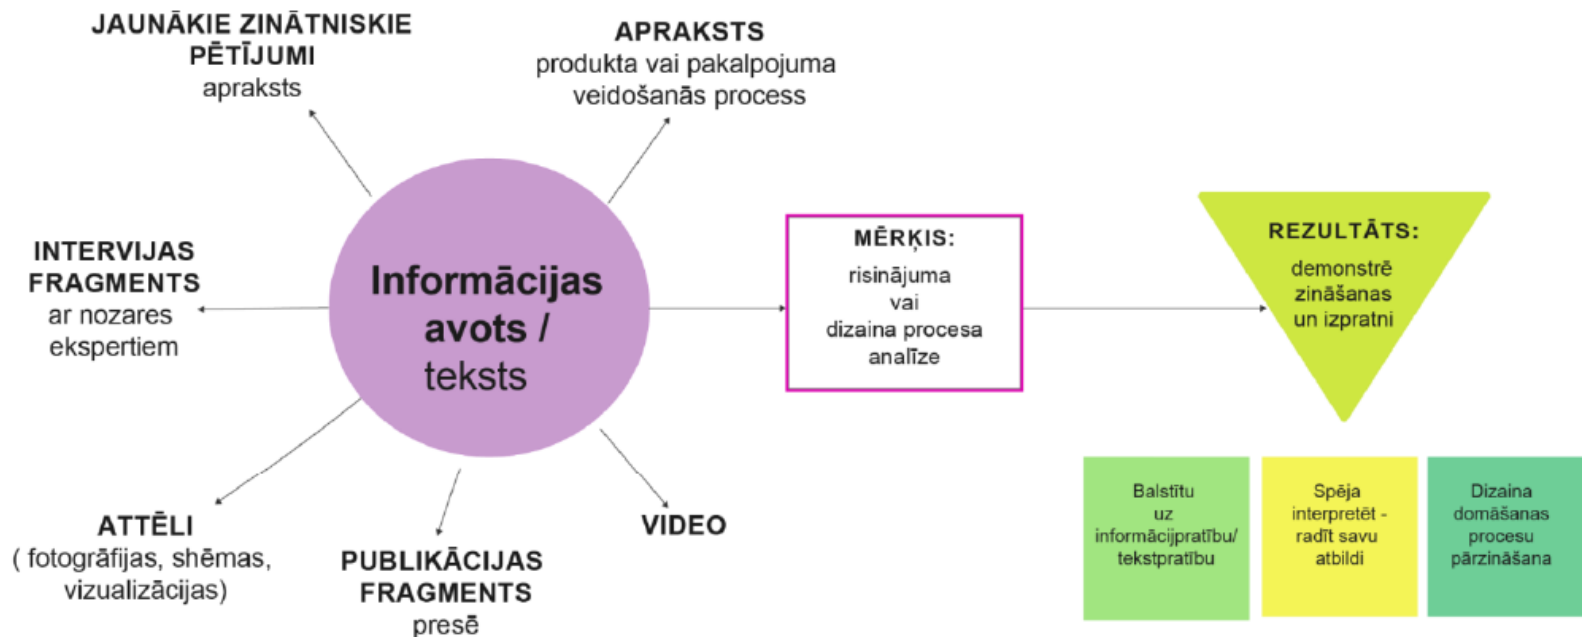 JAUNĀKIE ZINĀTNISKIE
PĒTĪJUMI
apraksts
APRAKSTS
produkta vai pakalpojuma
veidošanās process
INTERVIJAS
FRAGMENTS
ar nozares
ekspertiem
Informācijas
avots /
teksts
MĒRĶIS:
risinājuma
vai
dizaina procesa
analīze
REZULTĀTS:
demonstrē
zināšanas
un izpratni
ATTĒLI
( fotogrāfijas, shēmas,
vizualizācijas)
PUBLIKĀCIJAS
FRAGMENTS
presē
VIDEO
Balstītu
uz
informācijpratību/
tekstpratību
Spēja
interpretēt -
radīt savu
atbildi
Dizaina
domāšanas
procesu
pārzināšana